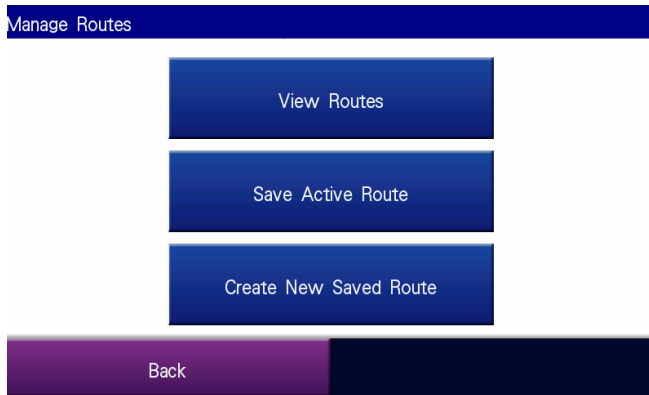 Manage Routes
View Routes
Save Active Route
Create New Saved Route
Back